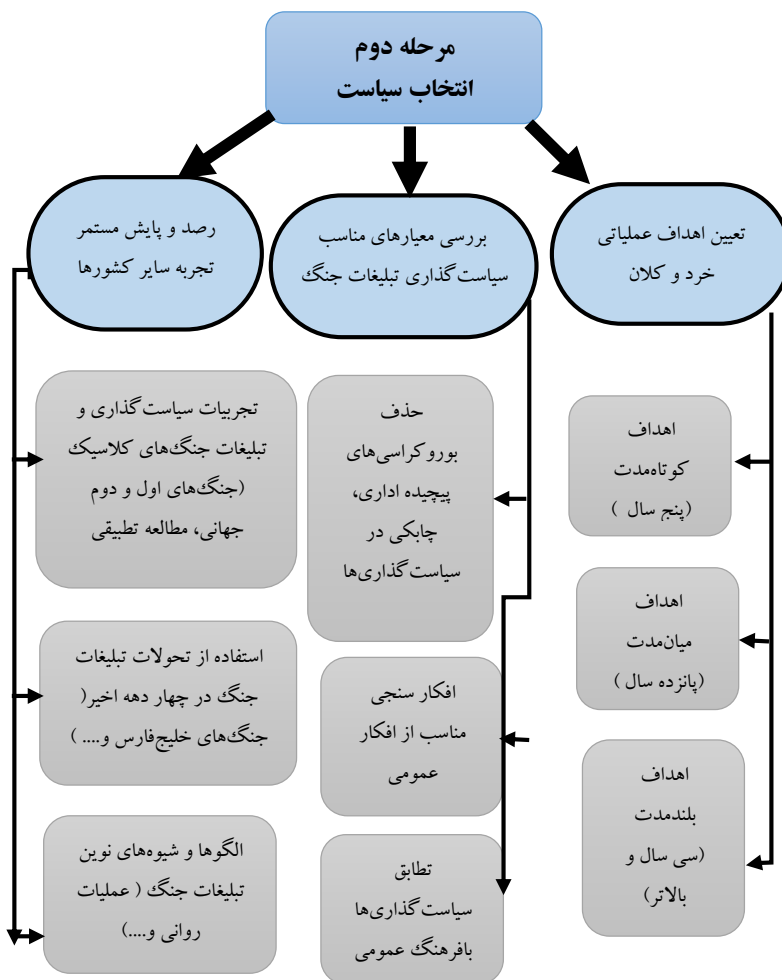 مرحله دوم
انتخاب سیاست
تعیین اهداف عملیاتی
خرد و کلان
بررسی معیارهای مناسب
سیاست‌گذاری تبلیغات جنگ
رصد و پایش مستمر
تجربه سایر کشورها
اهداف
کوتاه‌مدت
(پنج سال )
اهداف
میان‌مدت
(پانزده سال )
اهداف
بلندمدت
(سی سال و
بالاتر)
حذف
بوروکراسی‌های
پیچیده اداری،
چابکی در
سیاست‌گذاری‌ها
افکار سنجی
مناسب از افکار
عمومی
تطابق
سیاست‌گذاری‌ها
بافرهنگ عمومی
تجربیات سیاست‌گذاری و
تبلیغات جنگ‌های کلاسیک
(جنگ‌های اول و دوم
جهانی، مطالعه تطبیقی
استفاده از تحولات تبلیغات
جنگ در چهار دهه اخیر(
جنگ‌های خلیج‌فارس و.... )
الگوها و شیوه‌های نوین
تبلیغات جنگ ( عملیات
روانی و....)